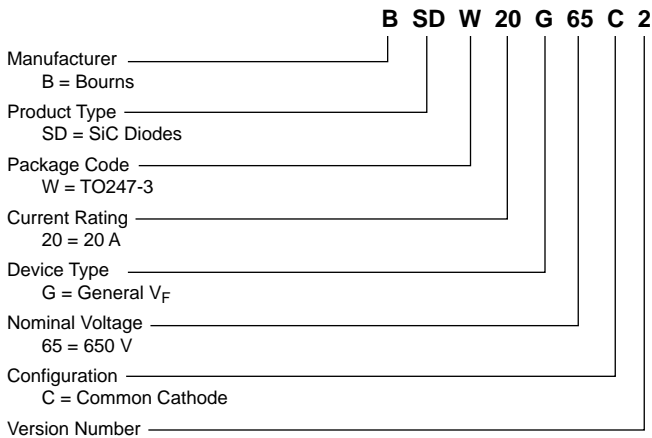 B SD W 20 G 65 C 2
Manufacturer
B = Bourns
Product Type
SD = SiC Diodes
Package Code
W = TO247-3
Current Rating
20 = 20 A
Device Type
G = General VF
Nominal Voltage
65 = 650 V
Configuration
C = Common Cathode
Version Number